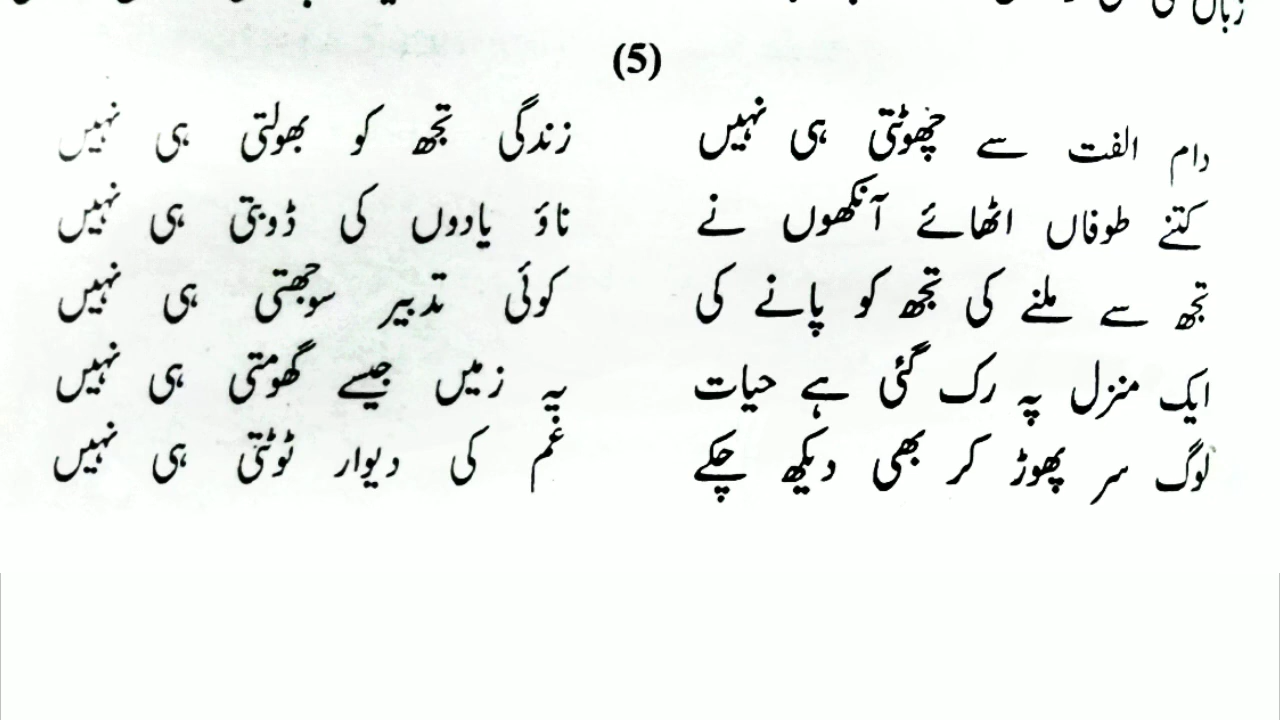 زباں
(5)
دام الفت سے چھوٹتی ہی نہیں زندگی تجھ کو بھولتی ہی نہیں
کتنے طوفاں اٹھائے آنکھوں نے ناؤ یادوں کی ڈوبتی ہی نہیں
تجھ سے ملنے کی تجھ کو پانے کی کوئی تدبیر سوجھتی ہی نہیں
ایک منزل پہ رک گئی ہے حیات یہ زمیں جیسے گھومتی ہی نہیں
لوگ سر پھوڑ کر بھی دیکھ چکے غم کی دیوار ٹوٹتی ہی نہیں